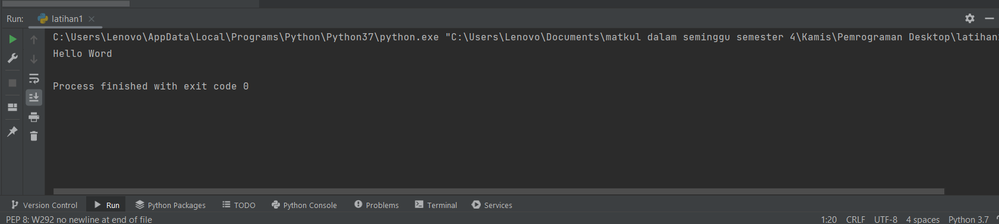 Run: latihan1
C:\Users\Lenovo\AppData\Local\Programs\Python\Python37\python.exe "C:\Users\Lenovo\Documents\matkul dalam seminggu semester 4\Kamis\Pemrograman Desktop\latihan
Hello Word
Process finished with exit code 0
Version Control Run Python Packages TODO Python Console Problems Terminal Services
PEP 8: W292 no newline at end of file 1:20 CRLF UTF-8 4 spaces Python 3.7